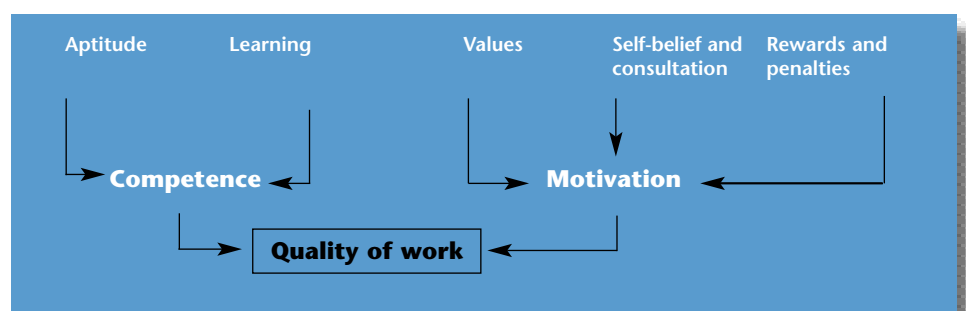 Aptitude
Learning
Values
Self-belief and
consultation
Rewards and
penalties
Competence
Motivation
Quality of work